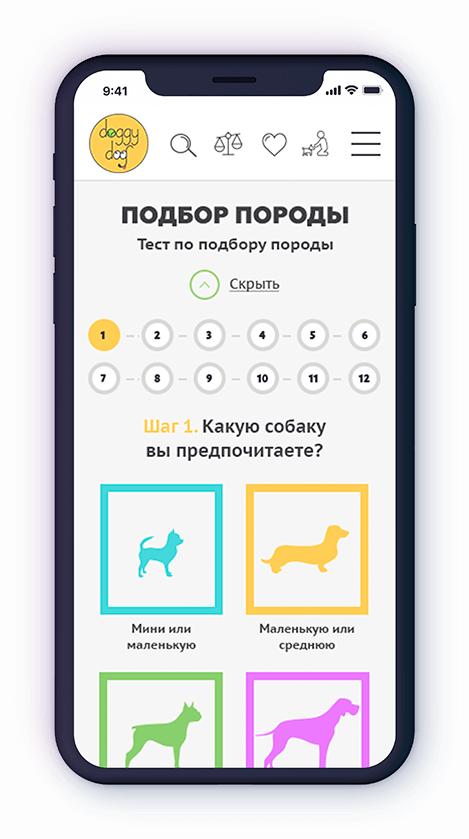 9:41
doggy
dog
ПОДБОР ПОРОДЫ
Тест по подбору породы
Скрыть
1 2 3 4 5 6
7 8 9 10 11 12
Шаг 1. Какую собаку
вы предпочитаете?
Мини или Маленькую или
маленькую среднюю